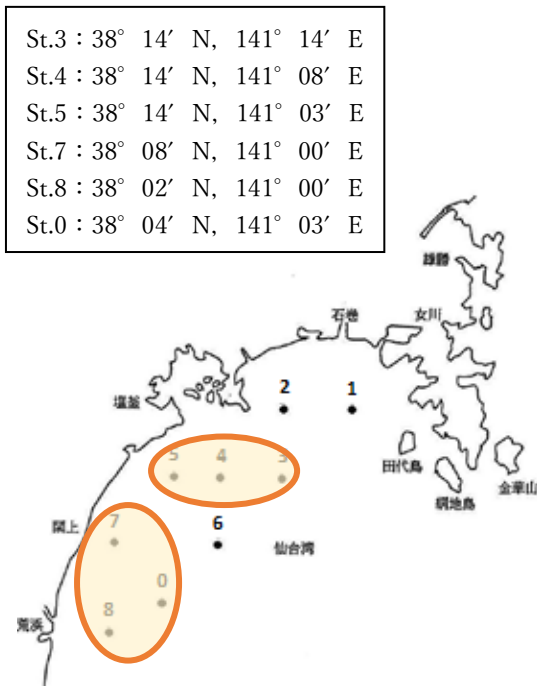 St.3：38° 14′ N, 141° 14′ E
St.4：38° 14′ N, 141° 08′ E
St.5：38° 14′ N, 141° 03′ E
St.7：38° 08′ N, 141° 00′ E
St.8：38° 02′ N, 141° 00′ E
St.0：38° 04′ N, 141° 03′ E
雄勝
石巻
女川
塩釜
2
1
5
4
3
田代島
網地島
金華山
閖上
7
6
仙台湾
0
8
荒浜